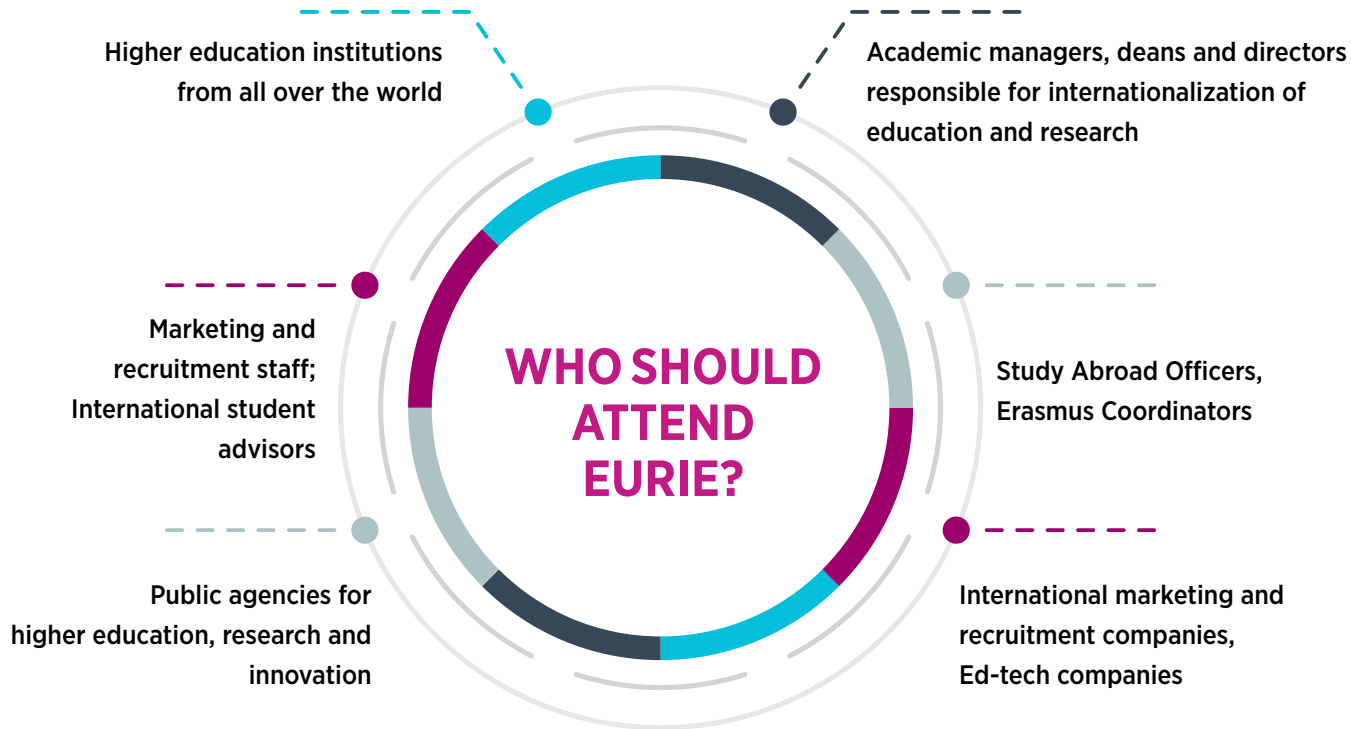 Higher education institutions
from all over the world
Academic managers, deans and directors
responsible for internationalization of
education and research
Marketing and
recruitment staff;
International student
advisors
WHO SHOULD
ATTEND
EURIE?
Study Abroad Officers,
Erasmus Coordinators
Public agencies for
higher education, research and
innovation
International marketing and
recruitment companies,
Ed-tech companies